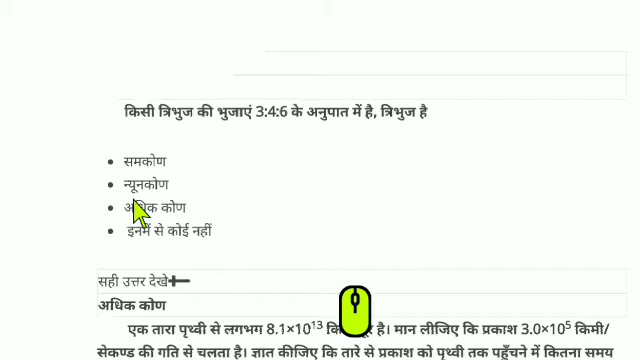 किसी त्रिभुज की भुजाएं 3:4:6 के अनुपात में है, त्रिभुज है
समकोण
न्यूनकोण
अधिक कोण
इनमें से कोई नहीं
सही उत्तर देखे
अधिक कोण
एक तारा पृथ्वी से लगभग 8.1×10¹³ है। मान लीजिए कि प्रकाश 3.0×10⁵ किमी/
सेकण्ड की गति से चलता है। ज्ञात कीजिए कि तारे से प्रकाश को पृथ्वी तक पहुँचने में कितना समय